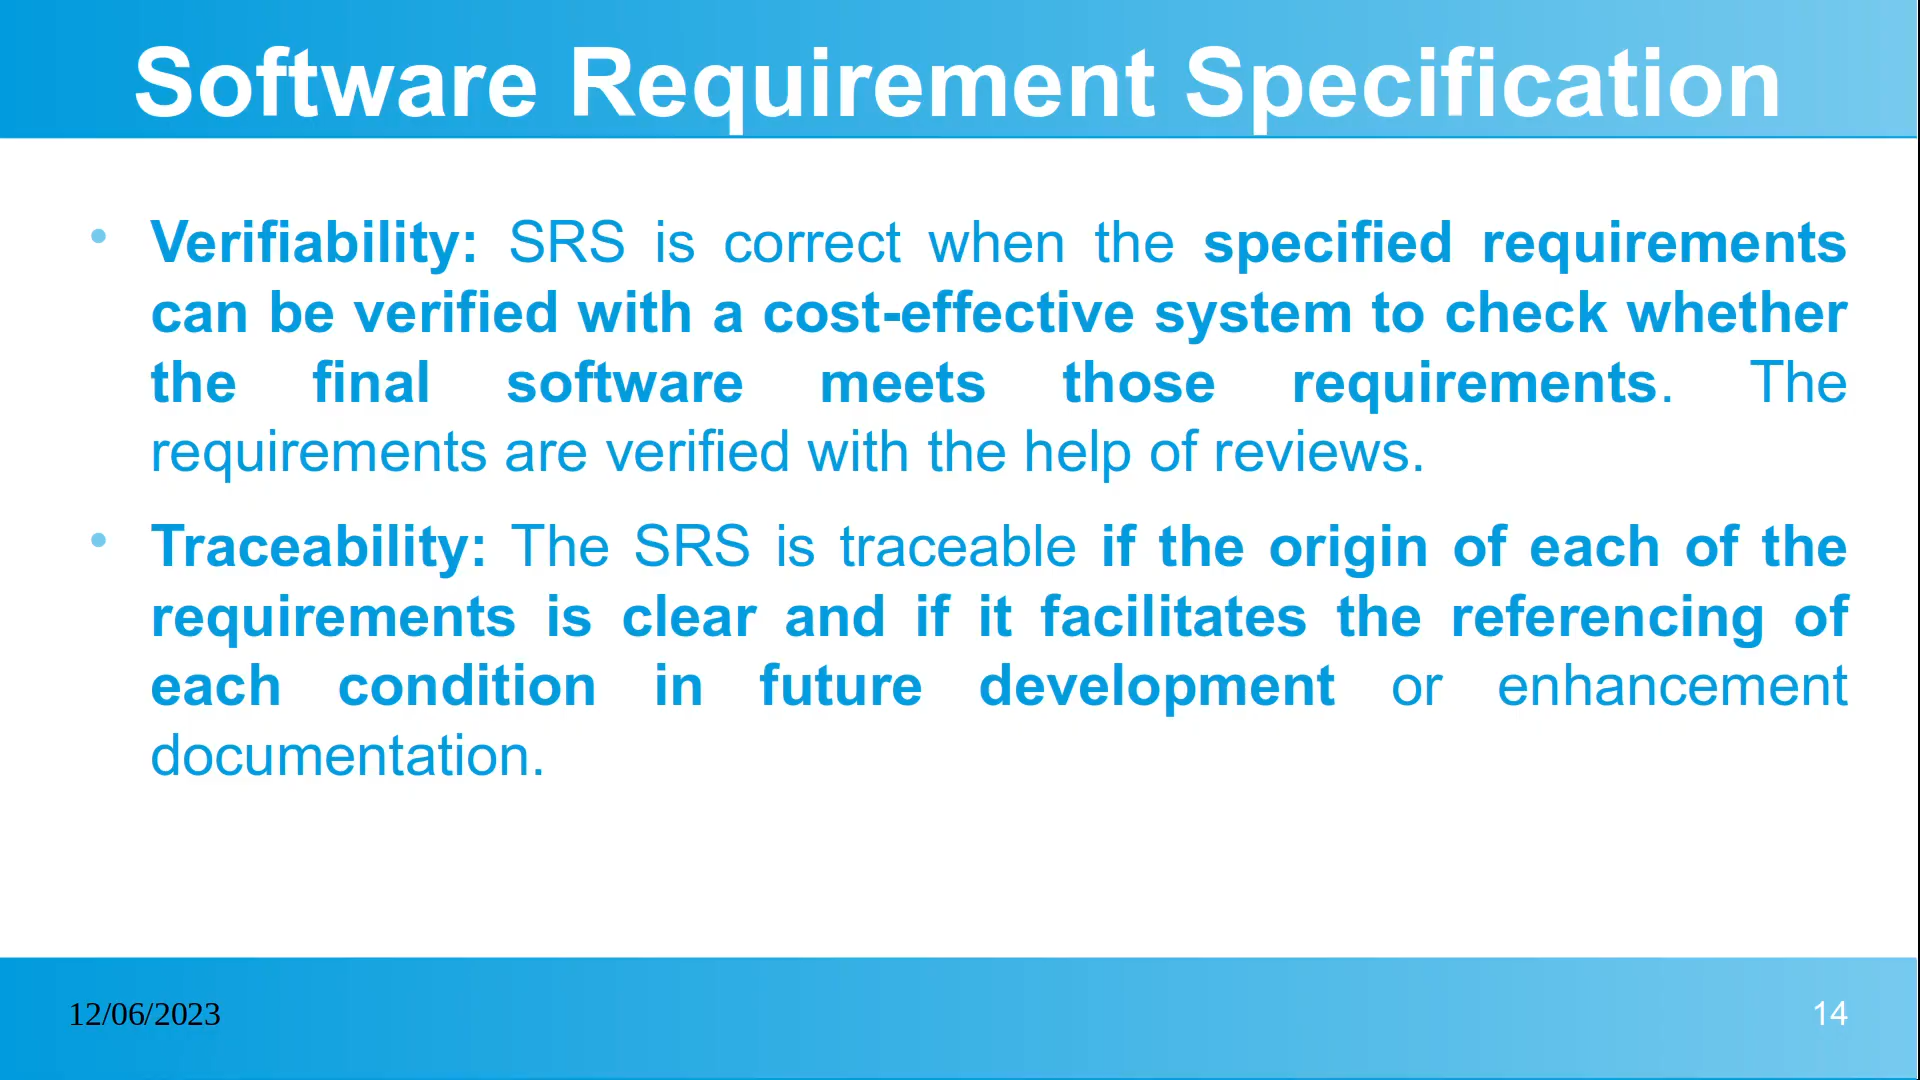 Software Requirement Specification
• Verifiability: SRS is correct when the specified requirements
can be verified with a cost-effective system to check whether
the final software meets those requirements. The
requirements are verified with the help of reviews.
• Traceability: The SRS is traceable if the origin of each of the
requirements is clear and if it facilitates the referencing of
each condition in future development or enhancement
documentation.
12/06/2023
14